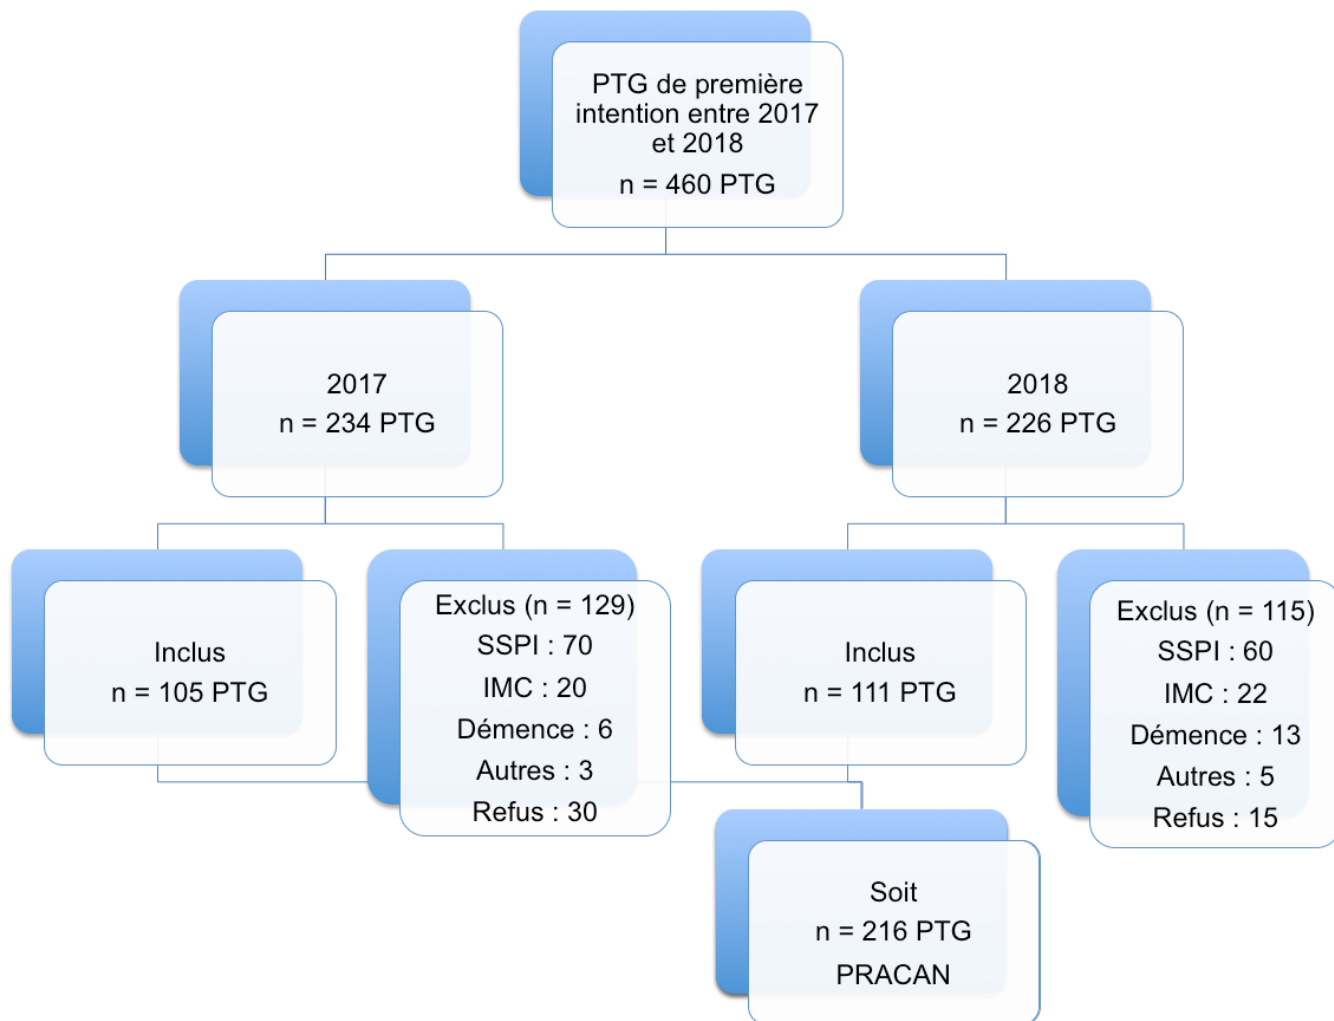 PTG de première
intention entre 2017
et 2018
n = 460 PTG
2017
n = 234 PTG
2018
n = 226 PTG
Inclus
n = 105 PTG
Exclus (n = 129)
SSPI : 70
IMC : 20
Démence : 6
Autres : 3
Refus : 30
Inclus
n = 111 PTG
Exclus (n = 115)
SSPI : 60
IMC : 22
Démence : 13
Autres : 5
Refus : 15
Soit
n = 216 PTG
PRACAN